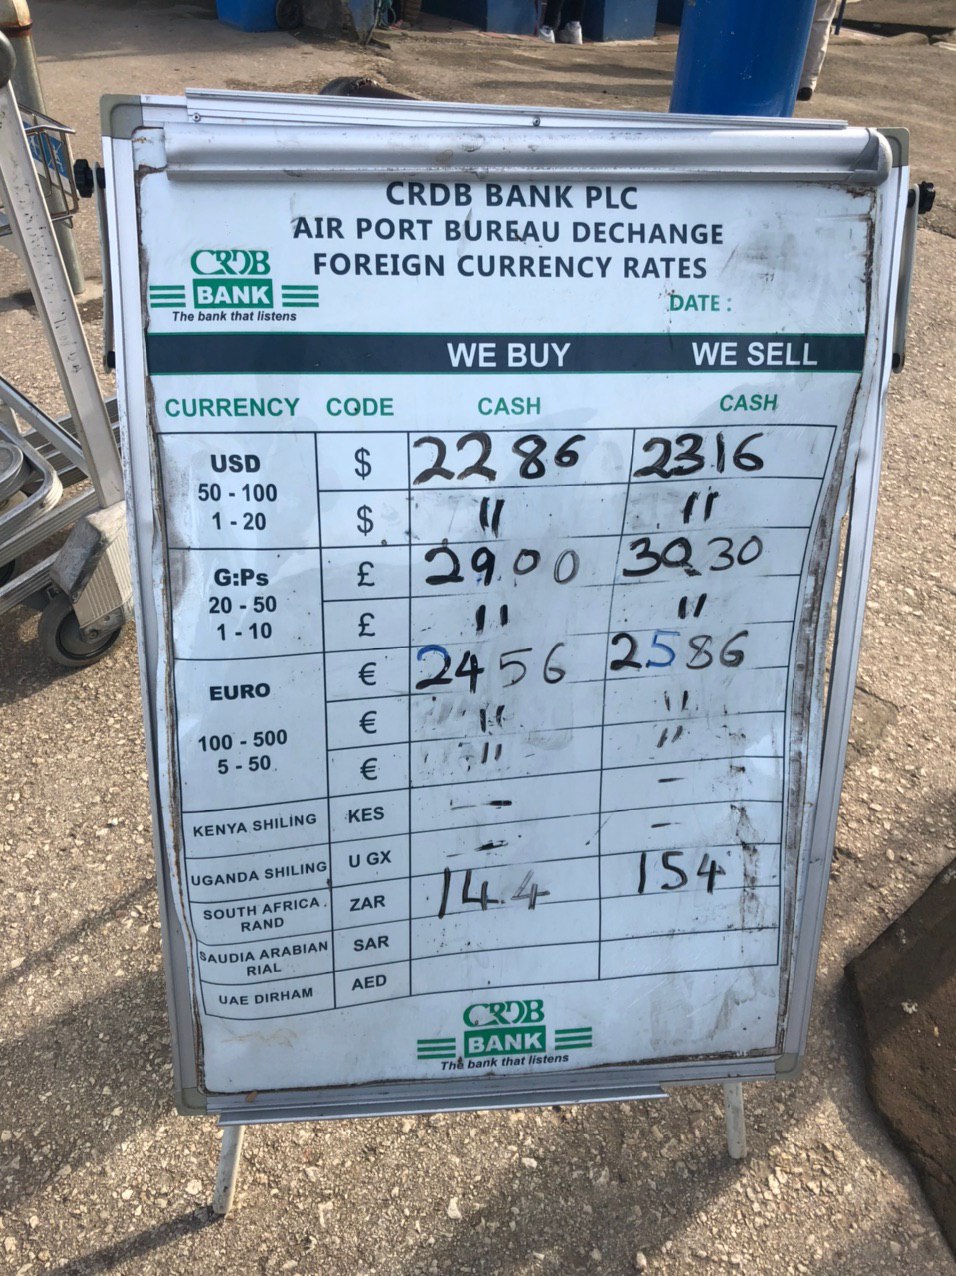 CRDB BANK PLC
AIR PORT BUREAU DECHANGE
FOREIGN CURRENCY RATES
CRDB
BANK
The bank that listens
DATE :
WE BUY WE SELL
CURRENCY CODE CASH CASH
USD $ 2286 2316
50 - 100
1 - 20 $ " "
G:Ps £ 2900 3030
20 - 50
1 - 10 £ " "
EURO € 2456 2586
€ " "
100 - 500
5 - 50 € " "
KENYA SHILING KES - -
UGANDA SHILING U GX - -
SOUTH AFRICA RAND ZAR 144 154
SAUDIA ARABIAN RIAL SAR
UAE DIRHAM AED
CRDB
BANK
The bank that listens